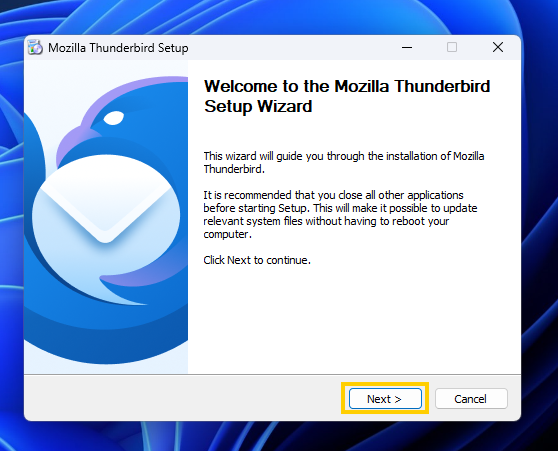 Mozilla Thunderbird Setup
Welcome to the Mozilla Thunderbird
Setup Wizard
This wizard will guide you through the installation of Mozilla
Thunderbird.
It is recommended that you close all other applications
before starting Setup. This will make it possible to update
relevant system files without having to reboot your
computer.
Click Next to continue.
Next >
Cancel